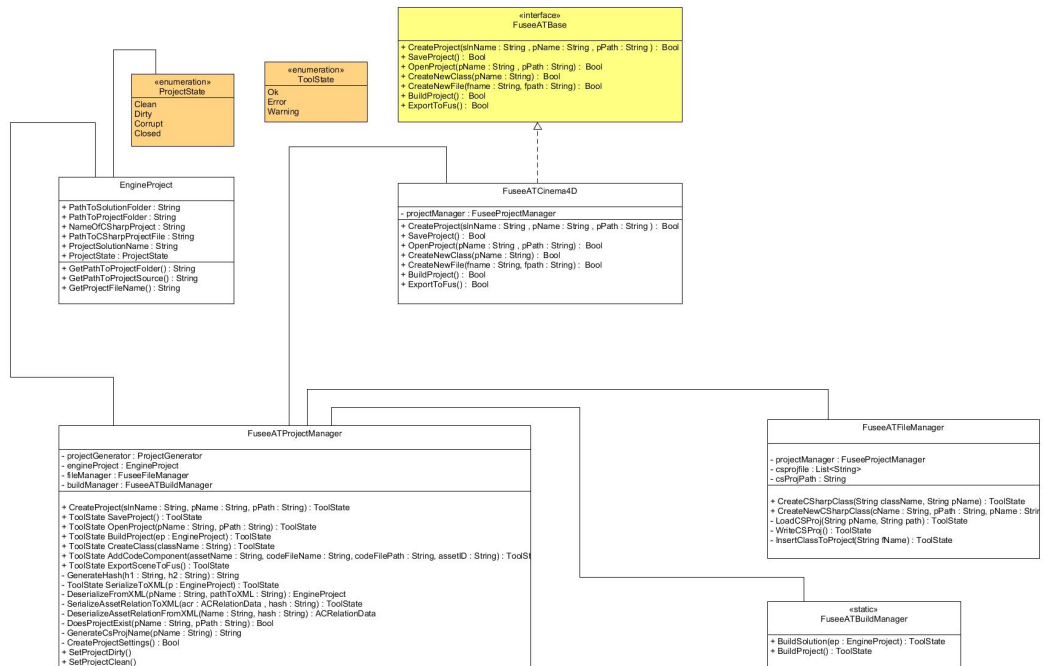 «interface»
FuseeATBase
+ CreateProject(slnName : String , pName : String , pPath : String ) : Bool
+ SaveProject() : Bool
+ OpenProject(pName : String , pPath : String) : Bool
+ CreateNewClass(pName : String) : Bool
+ CreateNewFile(fname : String, fpath : String) : Bool
+ BuildProject() : Bool
+ ExportToFus() : Bool
«enumeration»
ProjectState
Clean
Dirty
Corrupt
Closed
«enumeration»
ToolState
Ok
Error
Warning
EngineProject
+ PathToSolutionFolder : String
+ PathToProjectFolder : String
+ NameOfCSharpProject : String
+ PathToCSharpProjectFile : String
+ ProjectSolutionName : String
+ ProjectState : ProjectState
+ GetPathToProjectFolder() : String
+ GetPathToProjectSource() : String
+ GetProjectFileName() : String
FuseeATCinema4D
- projectManager : FuseeProjectManager
+ CreateProject(slnName : String , pName : String , pPath : String ) : Bool
+ SaveProject() : Bool
+ OpenProject(pName : String , pPath : String) : Bool
+ CreateNewClass(pName : String) : Bool
+ CreateNewFile(fname : String, fpath : String) : Bool
+ BuildProject() : Bool
+ ExportToFus() : Bool
FuseeATProjectManager
- projectGenerator : ProjectGenerator
- engineProject : EngineProject
- fileManager : FuseeFileManager
- buildManager : FuseeATBuildManager
+ CreateProject(slnName : String, pName : String, pPath : String) : ToolState
+ ToolState SaveProject() : ToolState
+ ToolState OpenProject(pName : String, pPath : String) : ToolState
+ ToolState BuildProject(ep : EngineProject) : ToolState
+ ToolState CreateClass(className : String) : ToolState
+ ToolState AddCodeComponent(assetName : String, codeFileName : String, codeFilePath : String, assetID : String) : ToolSt
+ ToolState ExportSceneToFus() : ToolState
- GenerateHash(h1 : String, h2 : String) : String
- ToolState SerializeToXML(p : EngineProject) : ToolState
- DeserializeFromXML(pName : String, pathToXML : String) : EngineProject
- SerializeAssetRelationToXML(acr : ACRelationData , hash : String) : ToolState
- DeserializeAssetRelationFromXML(Name : String, hash : String) : ACRelationData
- DoesProjectExist(pName : String, pPath : String) : Bool
- GenerateCsProjName(pName : String) : String
- CreateProjectSettings() : Bool
+ SetProjectDirty()
+ SetProjectClean()
FuseeATFileManager
- projectManager : FuseeProjectManager
- csprojfile : List<String>
- csProjPath : String
+ CreateCSharpClass(String className, String pName) : ToolState
+ CreateNewCSharpClass(cName : String, pPath : String, pName : Strin
- LoadCSProj(String pName, String path) : ToolState
- WriteCSProj() : ToolState
- InsertClassToProject(String fName) : ToolState
«static»
FuseeATBuildManager
+ BuildSolution(ep : EngineProject) : ToolState
+ BuildProject() : ToolState